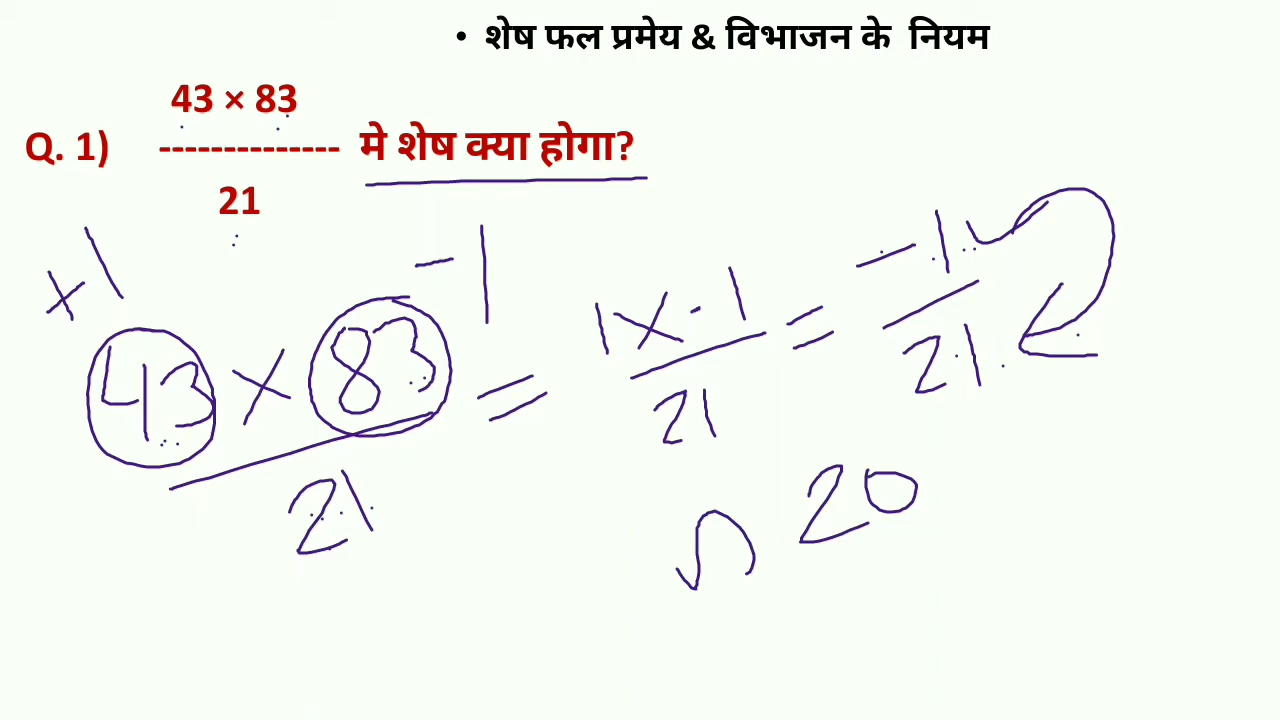 • शेष फल प्रमेय & विभाजन के नियम
43 × 83
Q. 1) -------------- मे शेष क्या होगा?
21
+1 -1
43 × 83 = 1 × -1 = -1
21 21 21
20